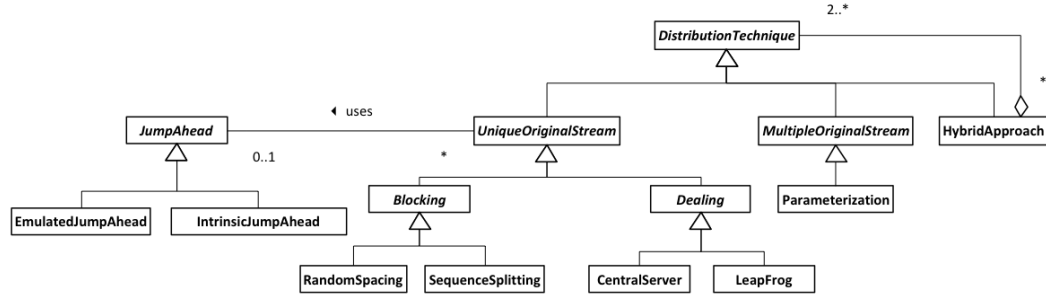 2..*
DistributionTechnique
*
◄ uses
JumpAhead
UniqueOriginalStream
MultipleOriginalStream
HybridApproach
0..1
*
Blocking
Dealing
Parameterization
EmulatedJumpAhead
IntrinsicJumpAhead
RandomSpacing
SequenceSplitting
CentralServer
LeapFrog